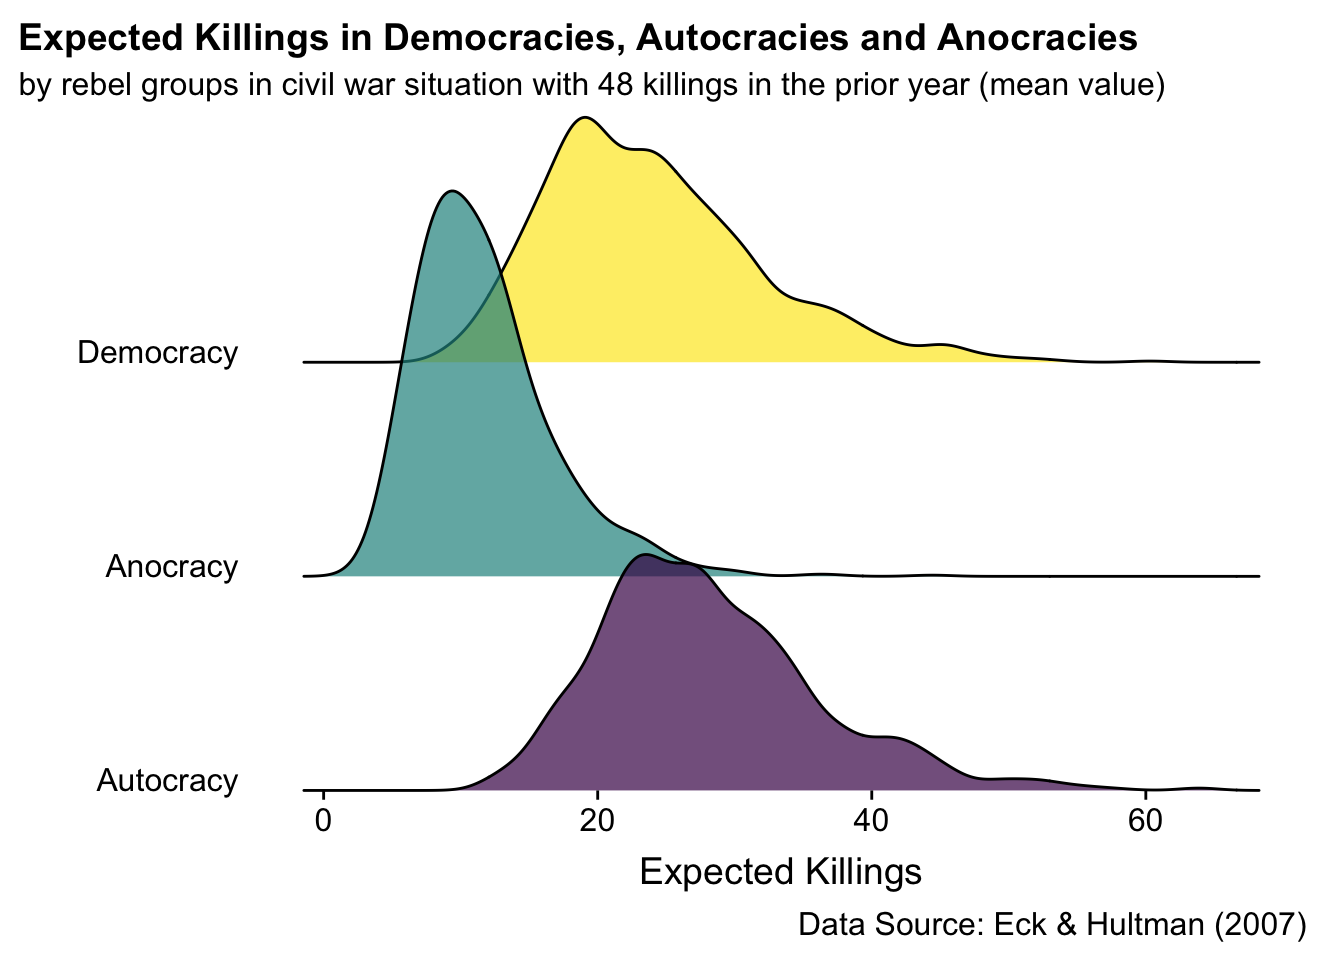 Expected Killings in Democracies, Autocracies and Anocracies
by rebel groups in civil war situation with 48 killings in the prior year (mean value)
Democracy
Anocracy
Autocracy
0 20 40 60
Expected Killings
Data Source: Eck & Hultman (2007)